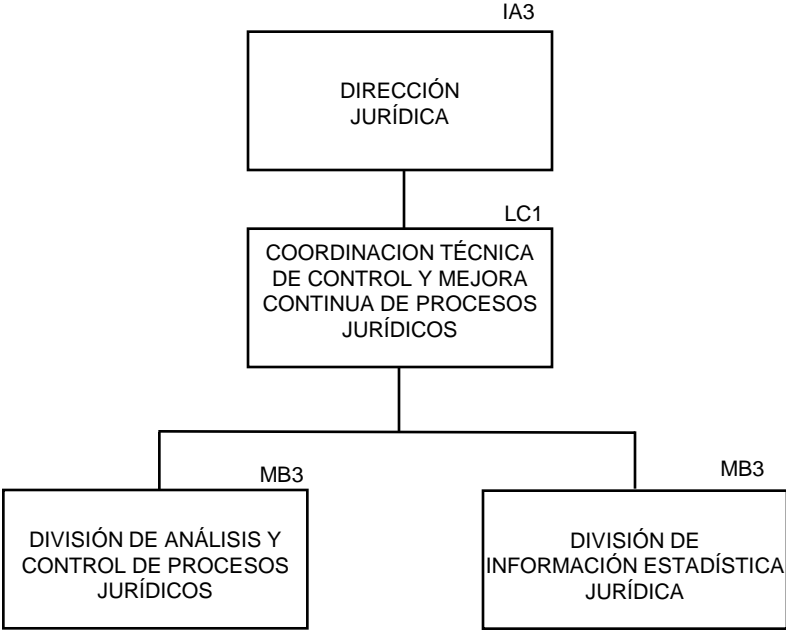 IA3
DIRECCIÓN
JURÍDICA
LC1
COORDINACION TÉCNICA
DE CONTROL Y MEJORA
CONTINUA DE PROCESOS
JURÍDICOS
MB3
DIVISIÓN DE ANÁLISIS Y
CONTROL DE PROCESOS
JURÍDICOS
MB3
DIVISIÓN DE
INFORMACIÓN ESTADÍSTICA
JURÍDICA